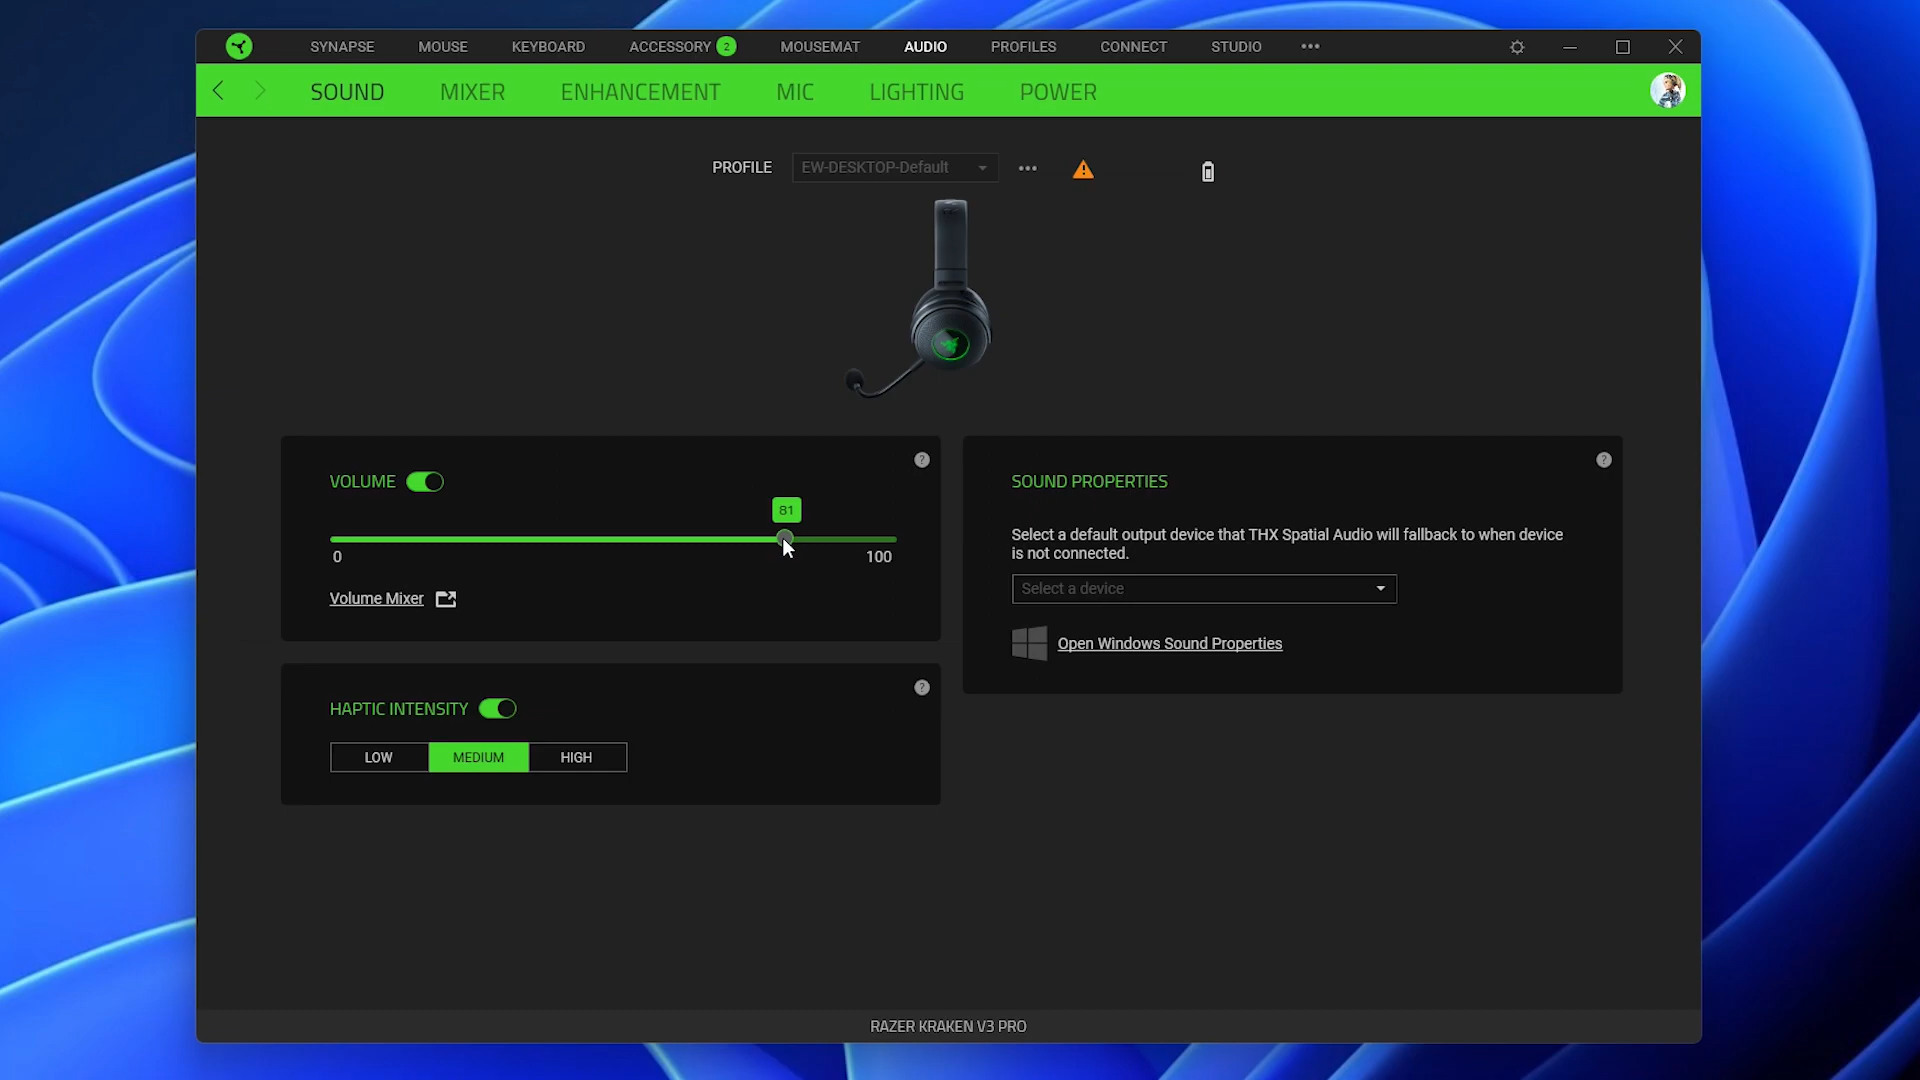 SYNAPSE MOUSE KEYBOARD ACCESSORY 2 MOUSEMAT AUDIO PROFILES CONNECT STUDIO •••
SOUND MIXER ENHANCEMENT MIC LIGHTING POWER
PROFILE EW-DESKTOP-Default •••
VOLUME ?
81
0 100
Volume Mixer
SOUND PROPERTIES ?
Select a default output device that THX Spatial Audio will fallback to when device
is not connected.
Select a device
Open Windows Sound Properties
HAPTIC INTENSITY ?
LOW MEDIUM HIGH
RAZER KRAKEN V3 PRO